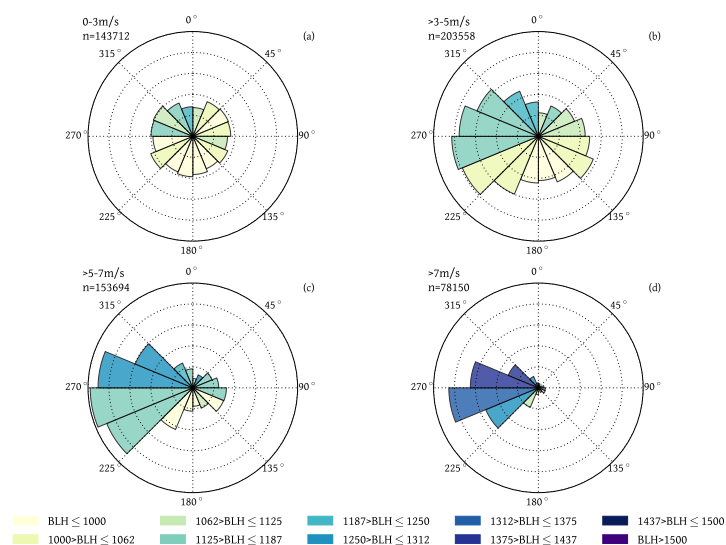 0-3m/s
n=143712
(a)
0°
45°
90°
135°
180°
225°
270°
315°
>3-5m/s
n=203558
(b)
0°
45°
90°
135°
180°
225°
270°
315°
>5-7m/s
n=153694
(c)
0°
45°
90°
135°
180°
225°
270°
315°
>7m/s
n=78150
(d)
0°
45°
90°
135°
180°
225°
270°
315°
BLH ≤ 1000
1000>BLH ≤ 1062
1062>BLH ≤ 1125
1125>BLH ≤ 1187
1187>BLH ≤ 1250
1250>BLH ≤ 1312
1312>BLH ≤ 1375
1375>BLH ≤ 1437
1437>BLH ≤ 1500
BLH>1500